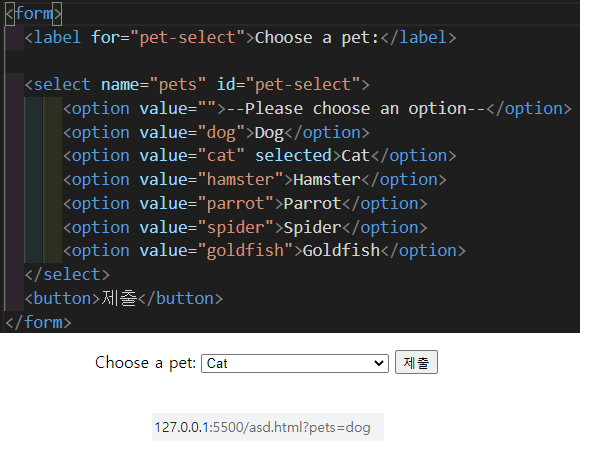 <form>
<label for="pet-select">Choose a pet:</label>
<select name="pets" id="pet-select">
<option value="">--Please choose an option--</option>
<option value="dog">Dog</option>
<option value="cat" selected>Cat</option>
<option value="hamster">Hamster</option>
<option value="parrot">Parrot</option>
<option value="spider">Spider</option>
<option value="goldfish">Goldfish</option>
</select>
<button>제출</button>
</form>
Choose a pet: Cat 제출
127.0.0.1:5500/asd.html?pets=dog